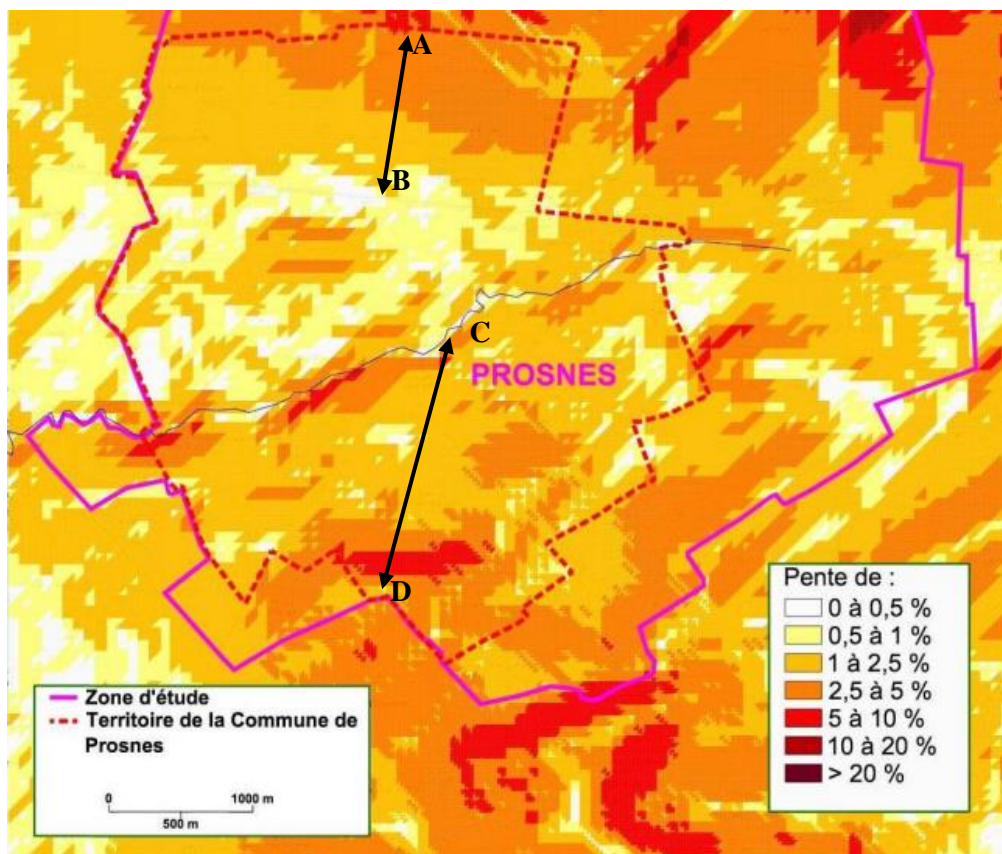 A
B
C
PROSNES
D
Pente de :
0 à 0,5 %
0,5 à 1 %
1 à 2,5 %
2,5 à 5 %
5 à 10 %
10 à 20 %
> 20 %
Zone d'étude
Territoire de la Commune de
Prosnes
0 1000 m
500 m